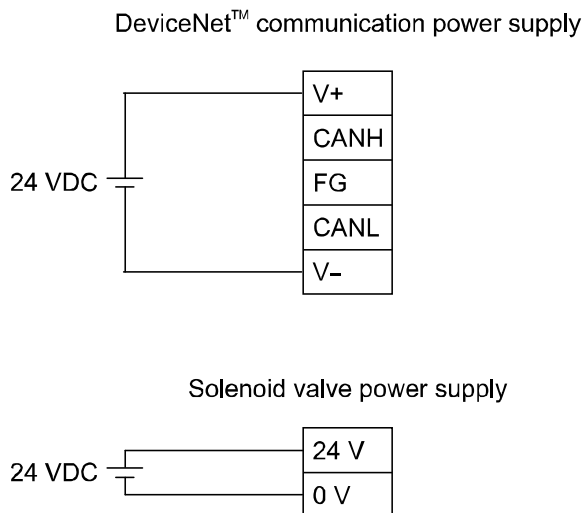 DeviceNet™ communication power supply
V+
CANH
24 VDC
FG
CANL
V–
Solenoid valve power supply
24 V
24 VDC
0 V